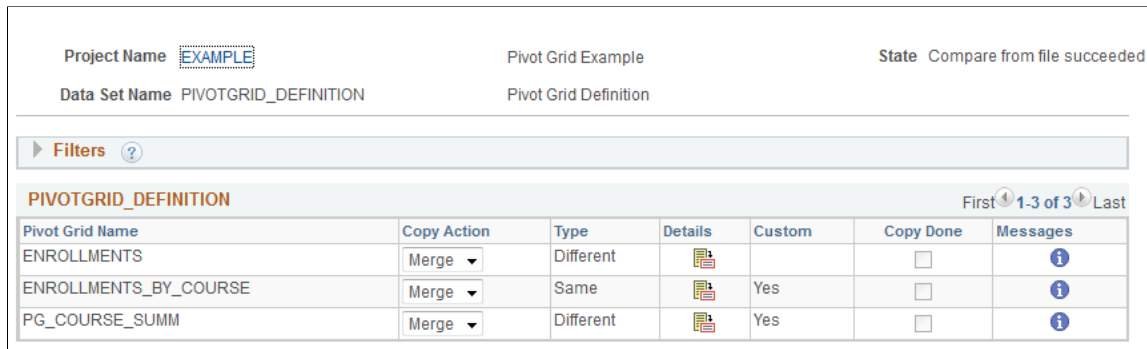 Project Name EXAMPLE Pivot Grid Example State Compare from file succeeded
Data Set Name PIVOTGRID_DEFINITION Pivot Grid Definition
Filters ?
PIVOTGRID_DEFINITION First 1-3 of 3 Last
Pivot Grid Name Copy Action Type Details Custom Copy Done Messages
ENROLLMENTS Merge Different
ENROLLMENTS_BY_COURSE Merge Same Yes
PG_COURSE_SUMM Merge Different Yes